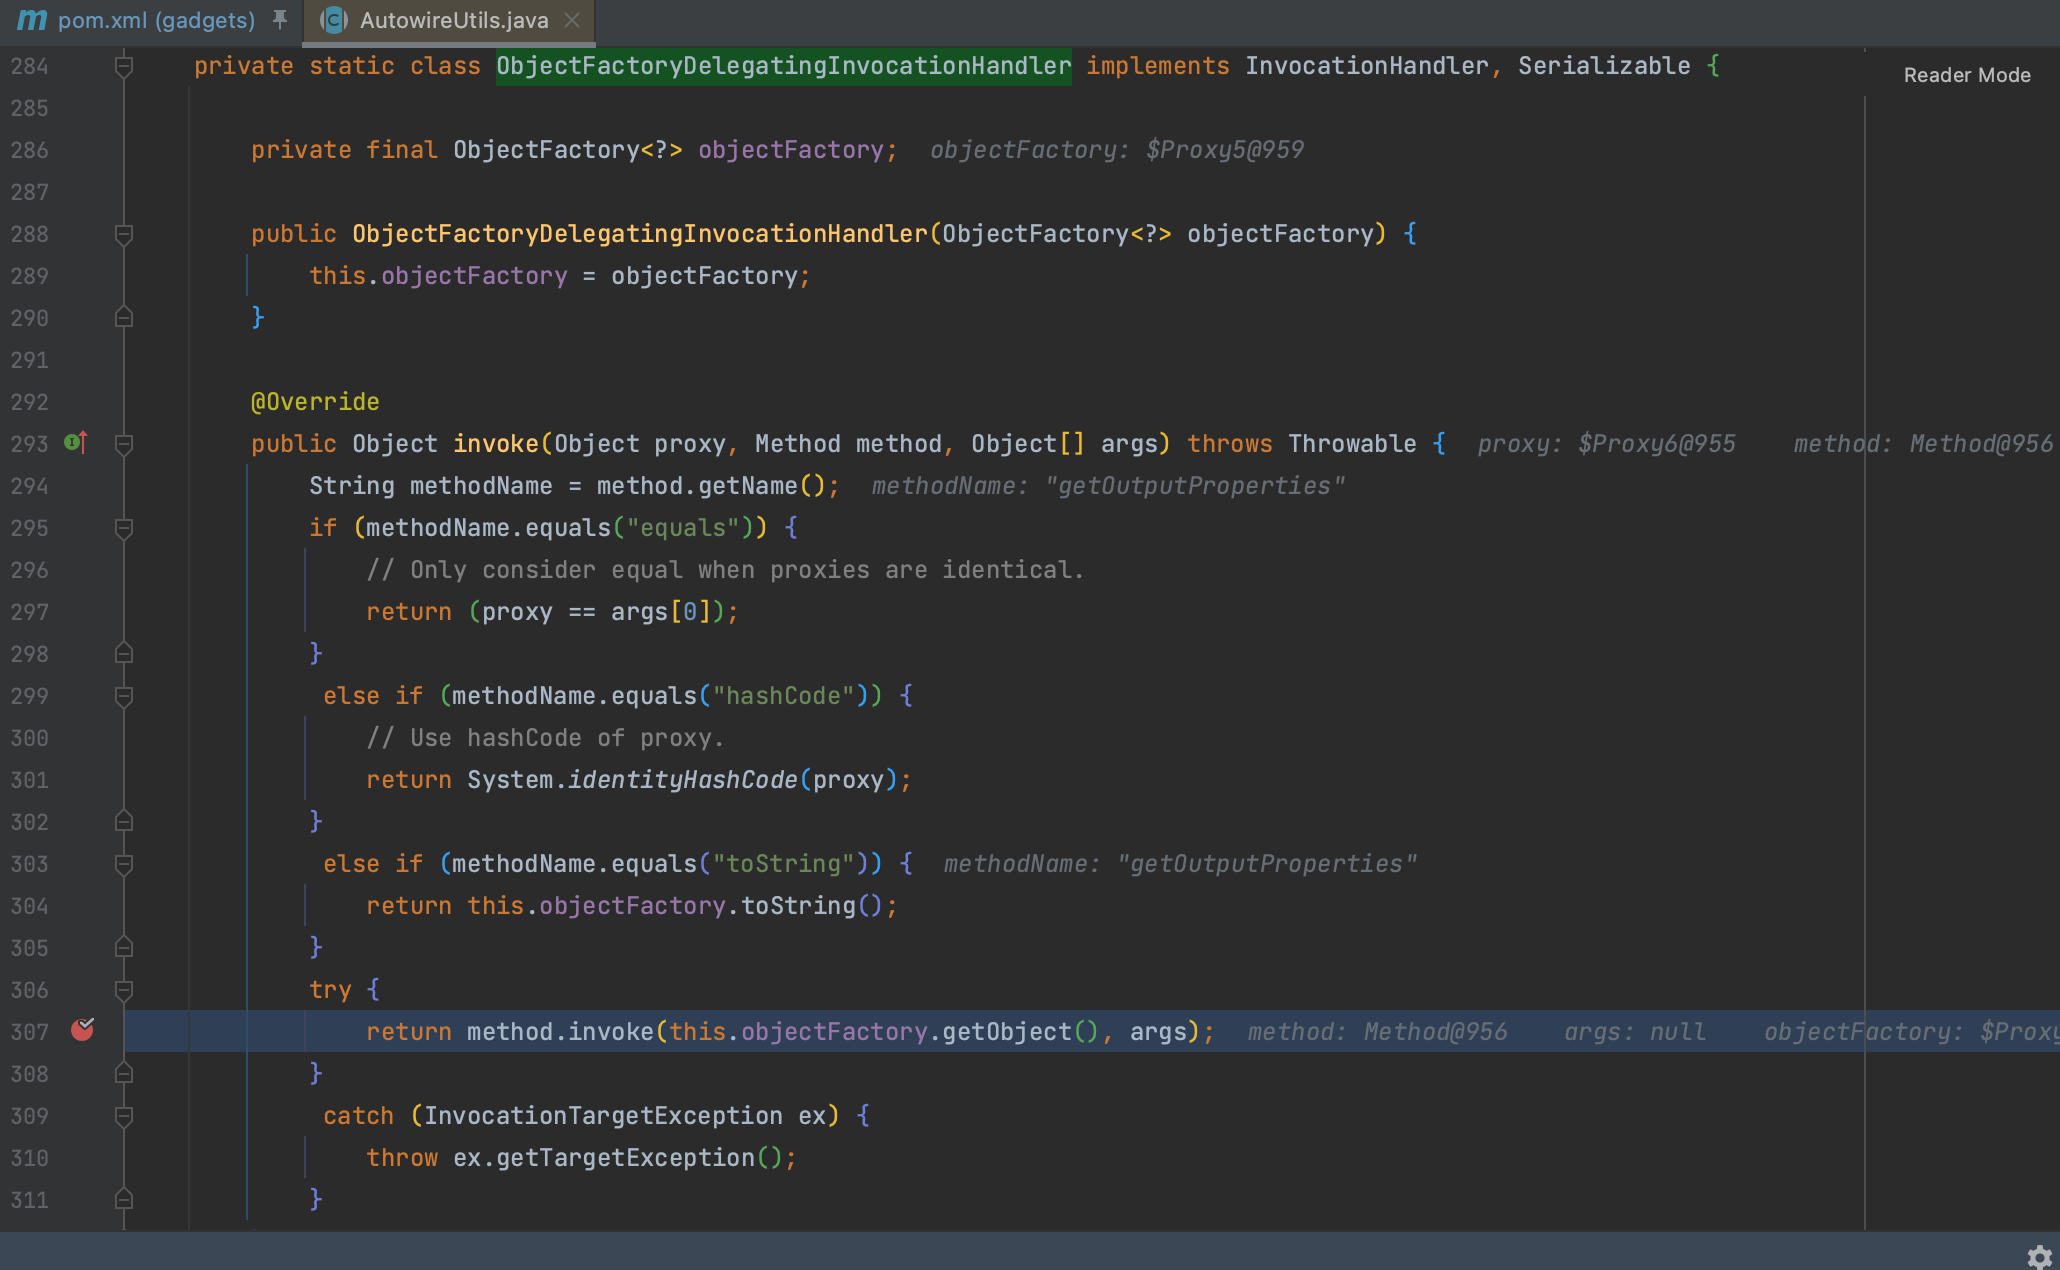 m pom.xml (gadgets) C AutowireUtils.java
Reader Mode
284 private static class ObjectFactoryDelegatingInvocationHandler implements InvocationHandler, Serializable {
285
286 private final ObjectFactory<?> objectFactory; objectFactory: $Proxy5@959
287
288 public ObjectFactoryDelegatingInvocationHandler(ObjectFactory<?> objectFactory) {
289 this.objectFactory = objectFactory;
290 }
291
292 @Override
293 public Object invoke(Object proxy, Method method, Object[] args) throws Throwable { proxy: $Proxy6@955 method: Method@956
294 String methodName = method.getName(); methodName: "getOutputProperties"
295 if (methodName.equals("equals")) {
296 // Only consider equal when proxies are identical.
297 return (proxy == args[0]);
298 }
299 else if (methodName.equals("hashCode")) {
300 // Use hashCode of proxy.
301 return System.identityHashCode(proxy);
302 }
303 else if (methodName.equals("toString")) { methodName: "getOutputProperties"
304 return this.objectFactory.toString();
305 }
306 try {
307 return method.invoke(this.objectFactory.getObject(), args); method: Method@956 args: null objectFactory: $Proxy
308 }
309 catch (InvocationTargetException ex) {
310 throw ex.getTargetException();
311 }